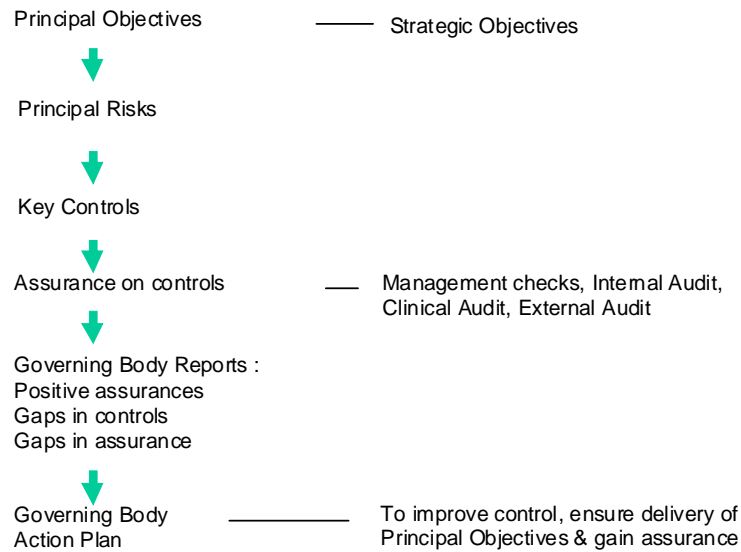 Principal Objectives
Strategic Objectives
Principal Risks
Key Controls
Assurance on controls
Management checks, Internal Audit,
Clinical Audit, External Audit
Governing Body Reports :
Positive assurances
Gaps in controls
Gaps in assurance
Governing Body
Action Plan
To improve control, ensure delivery of
Principal Objectives & gain assurance